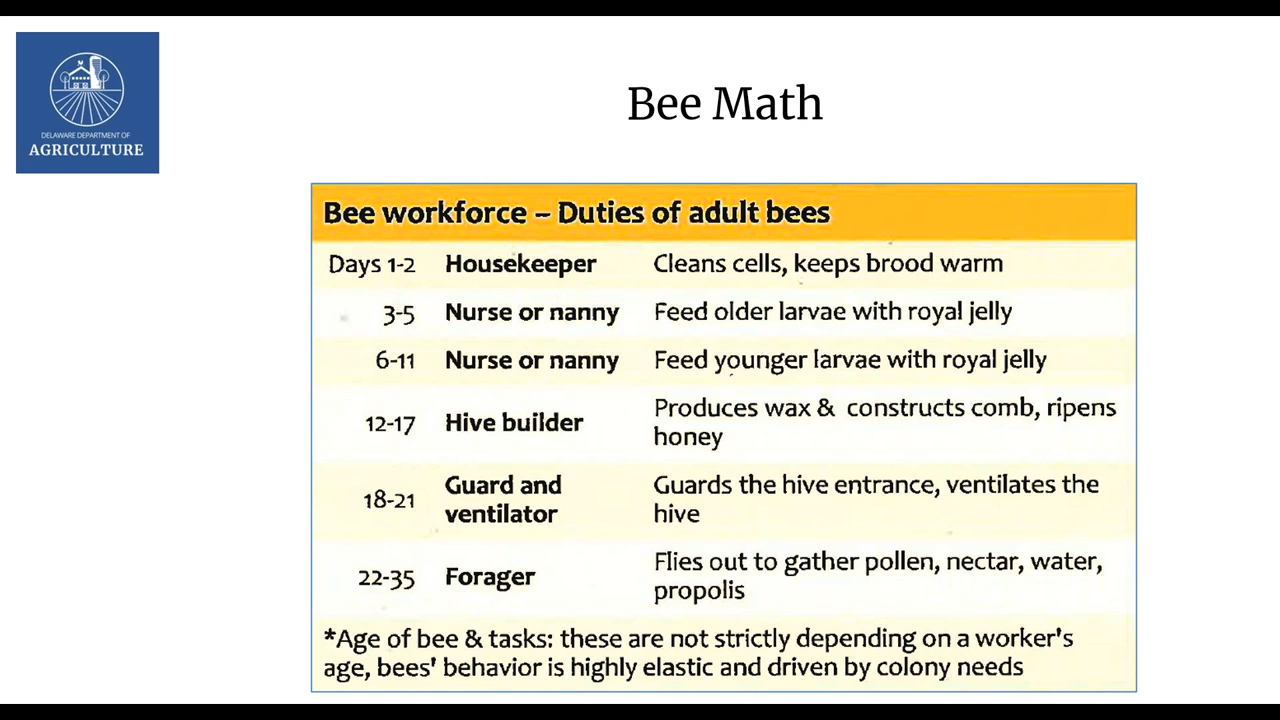 DELAWARE DEPARTMENT OF
AGRICULTURE
Bee Math
Bee workforce – Duties of adult bees
Days 1-2 Housekeeper Cleans cells, keeps brood warm
3-5 Nurse or nanny Feed older larvae with royal jelly
6-11 Nurse or nanny Feed younger larvae with royal jelly
12-17 Hive builder Produces wax & constructs comb, ripens
honey
18-21 Guard and ventilator Guards the hive entrance, ventilates the
hive
22-35 Forager Flies out to gather pollen, nectar, water,
propolis
*Age of bee & tasks: these are not strictly depending on a worker's
age, bees' behavior is highly elastic and driven by colony needs